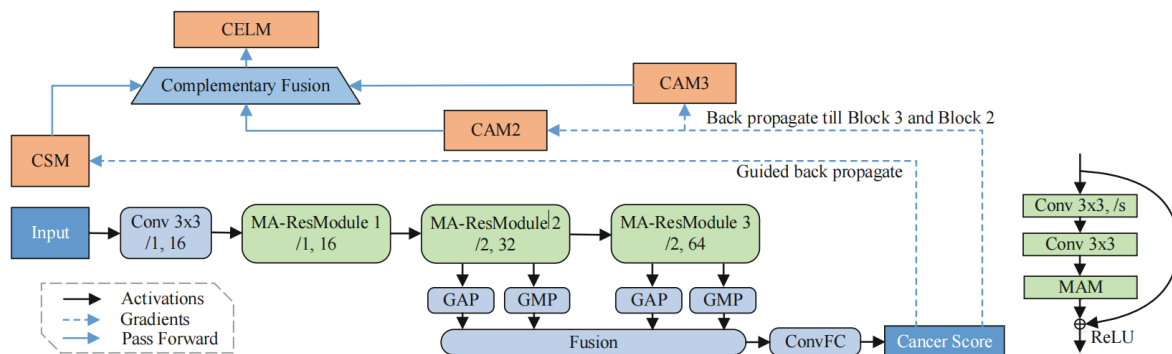 CELM
Complementary Fusion
CAM3
CAM2
Back propagate till Block 3 and Block 2
CSM
Guided back propagate
Input
Conv 3x3
/1, 16
MA-ResModule 1
/1, 16
MA-ResModule 2
/2, 32
MA-ResModule 3
/2, 64
GAP
GMP
GAP
GMP
Fusion
ConvFC
Cancer Score
Activations
Gradients
Pass Forward
Conv 3x3, /s
Conv 3x3
MAM
ReLU